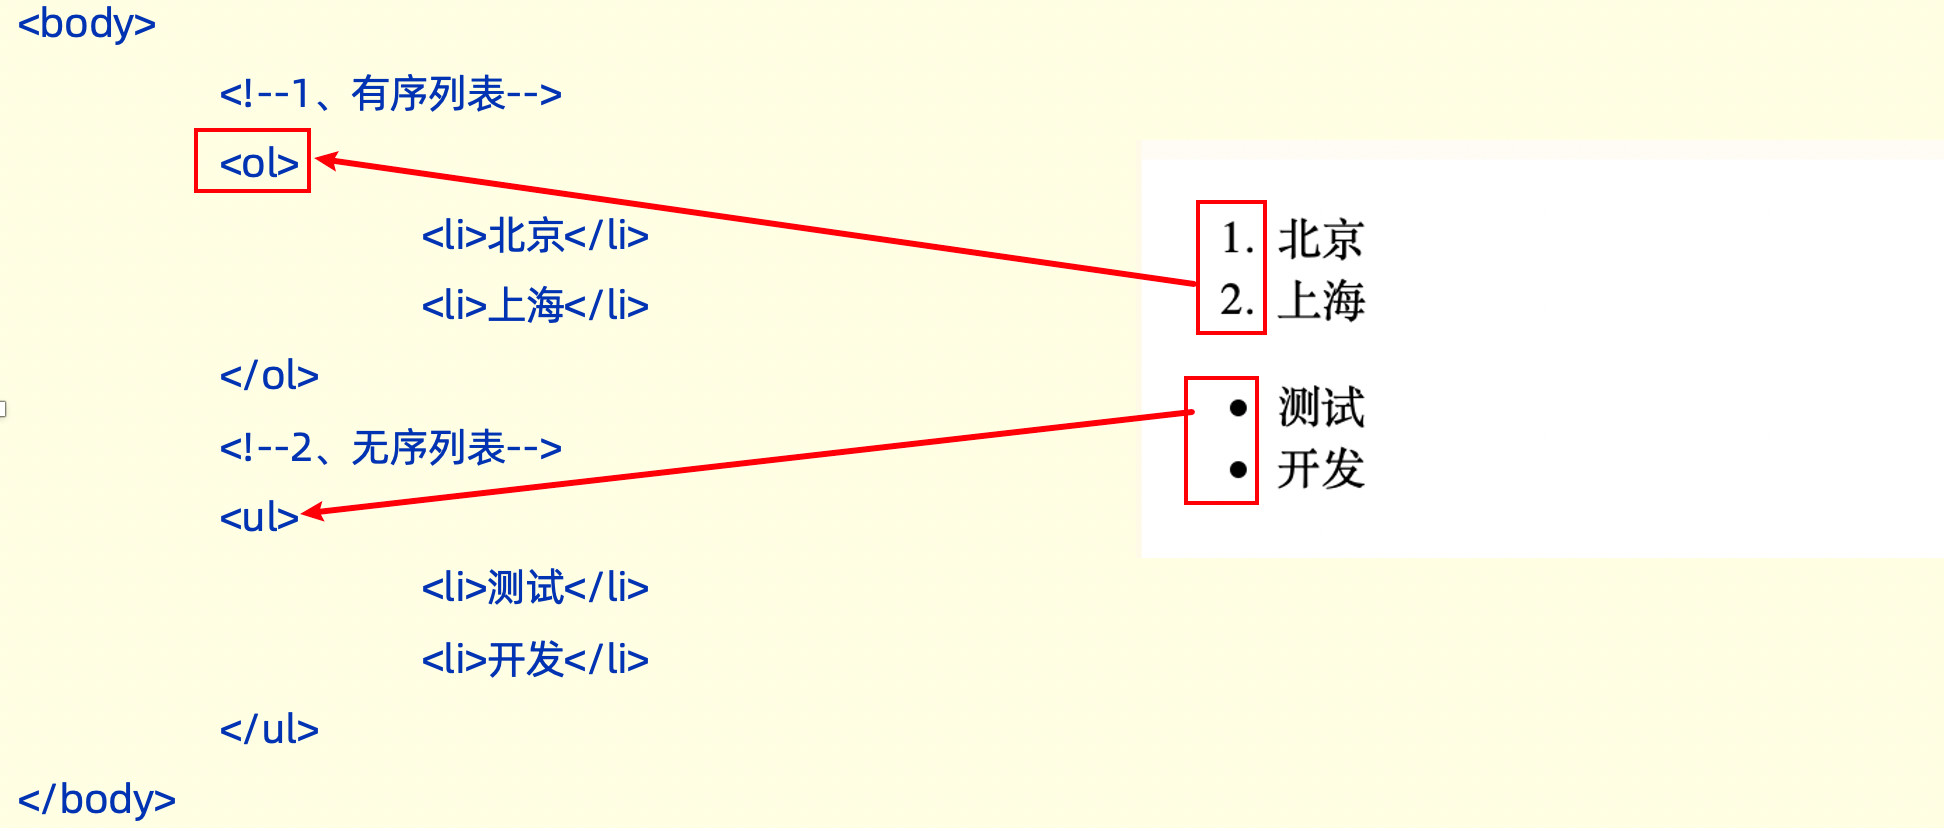 <body>
<!--1、有序列表-->
<ol>
<li>北京</li>
<li>上海</li>
</ol>
<!--2、无序列表-->
<ul>
<li>测试</li>
<li>开发</li>
</ul>
</body>
1. 北京
2. 上海
• 测试
• 开发